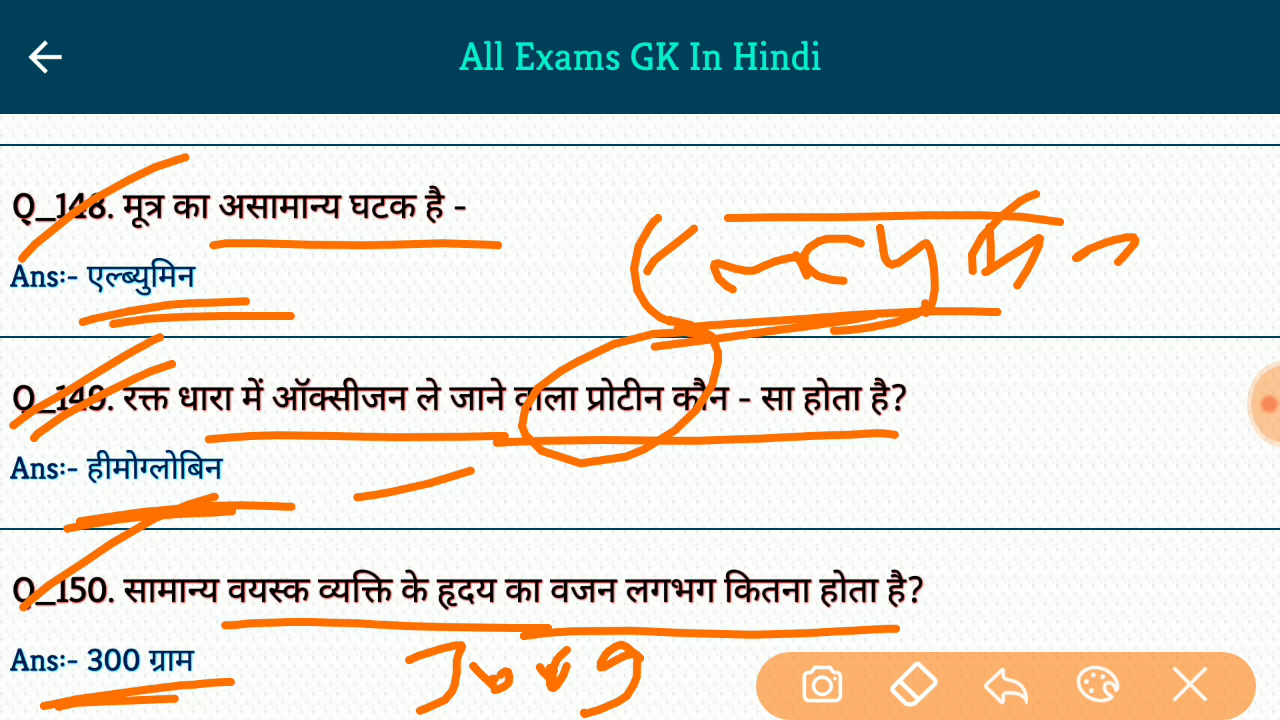 All Exams GK In Hindi
Q_148. मूत्र का असामान्य घटक है -
Ans:- एल्ब्युमिन
Q_149. रक्त धारा में ऑक्सीजन ले जाने वाला प्रोटीन कौन - सा होता है?
Ans:- हीमोग्लोबिन
Q_150. सामान्य वयस्क व्यक्ति के हृदय का वजन लगभग कितना होता है?
Ans:- 300 ग्राम
300g